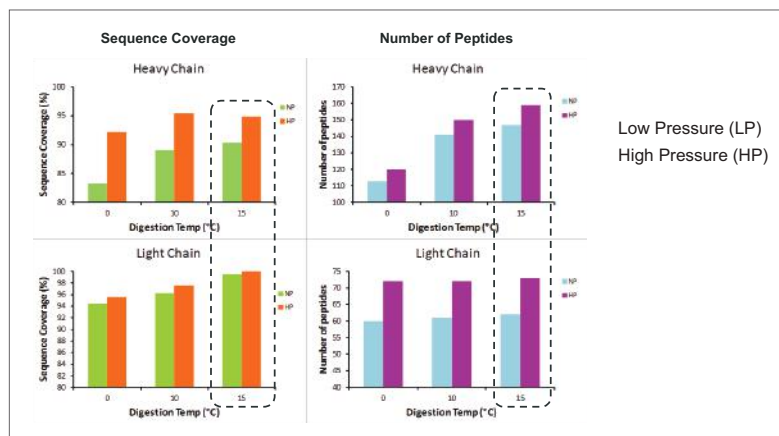 Sequence Coverage
Number of Peptides
Heavy Chain
Sequence Coverage (%)
100
95
90
85
80
NP
HP
0 10 15
Digestion Temp (°C)
Heavy Chain
Number of peptides
170
160
150
140
130
120
110
100
NP
HP
0 10 15
Digestion Temp (°C)
Low Pressure (LP)
High Pressure (HP)
Light Chain
Sequence Coverage (%)
100
98
96
94
92
90
88
86
84
82
80
NP
HP
0 10 15
Digestion Temp (°C)
Light Chain
Number of peptides
75
70
65
60
55
50
45
40
NP
HP
0 10 15
Digestion Temp (°C)